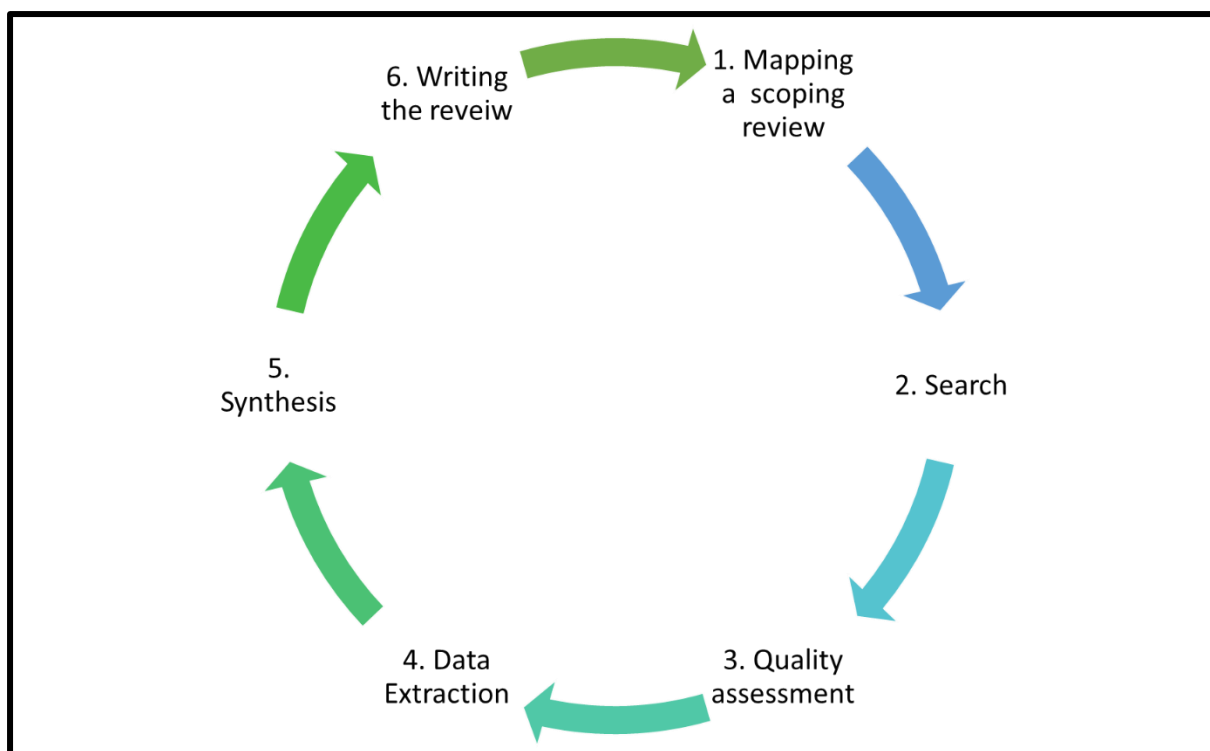 1. Mapping
a scoping
review
2. Search
3. Quality
assessment
4. Data
Extraction
5.
Synthesis
6. Writing
the reveiw